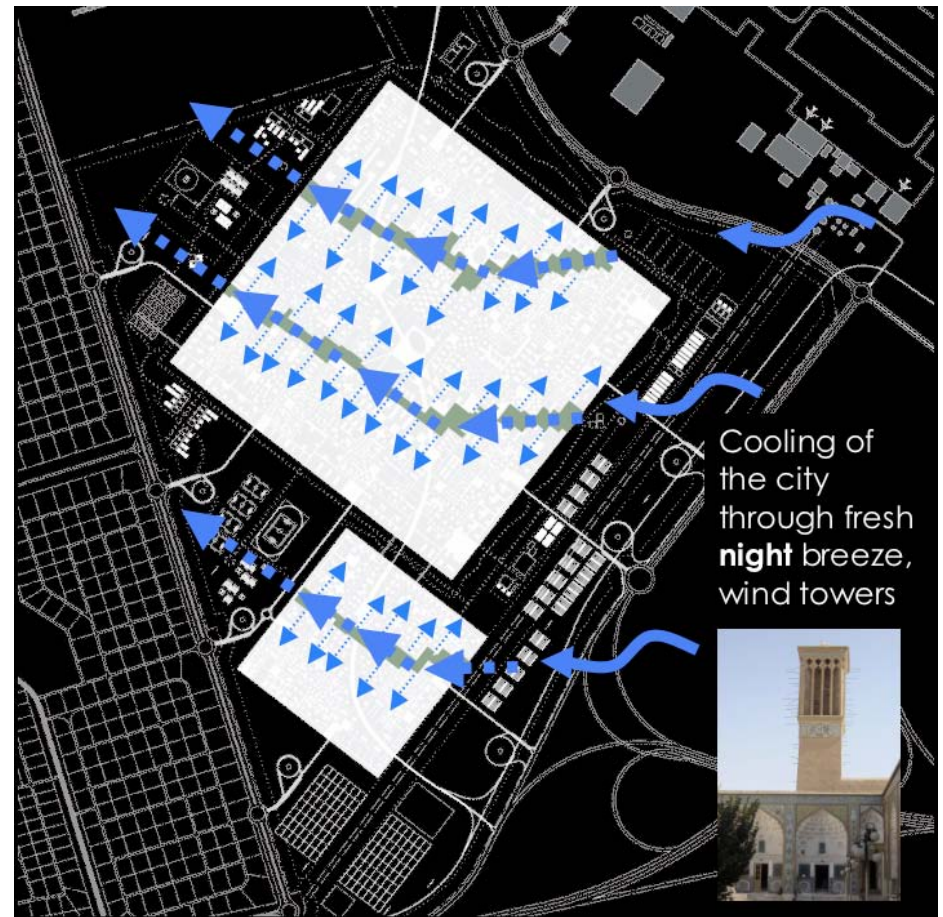 Cooling of
the city
through fresh
night breeze,
wind towers